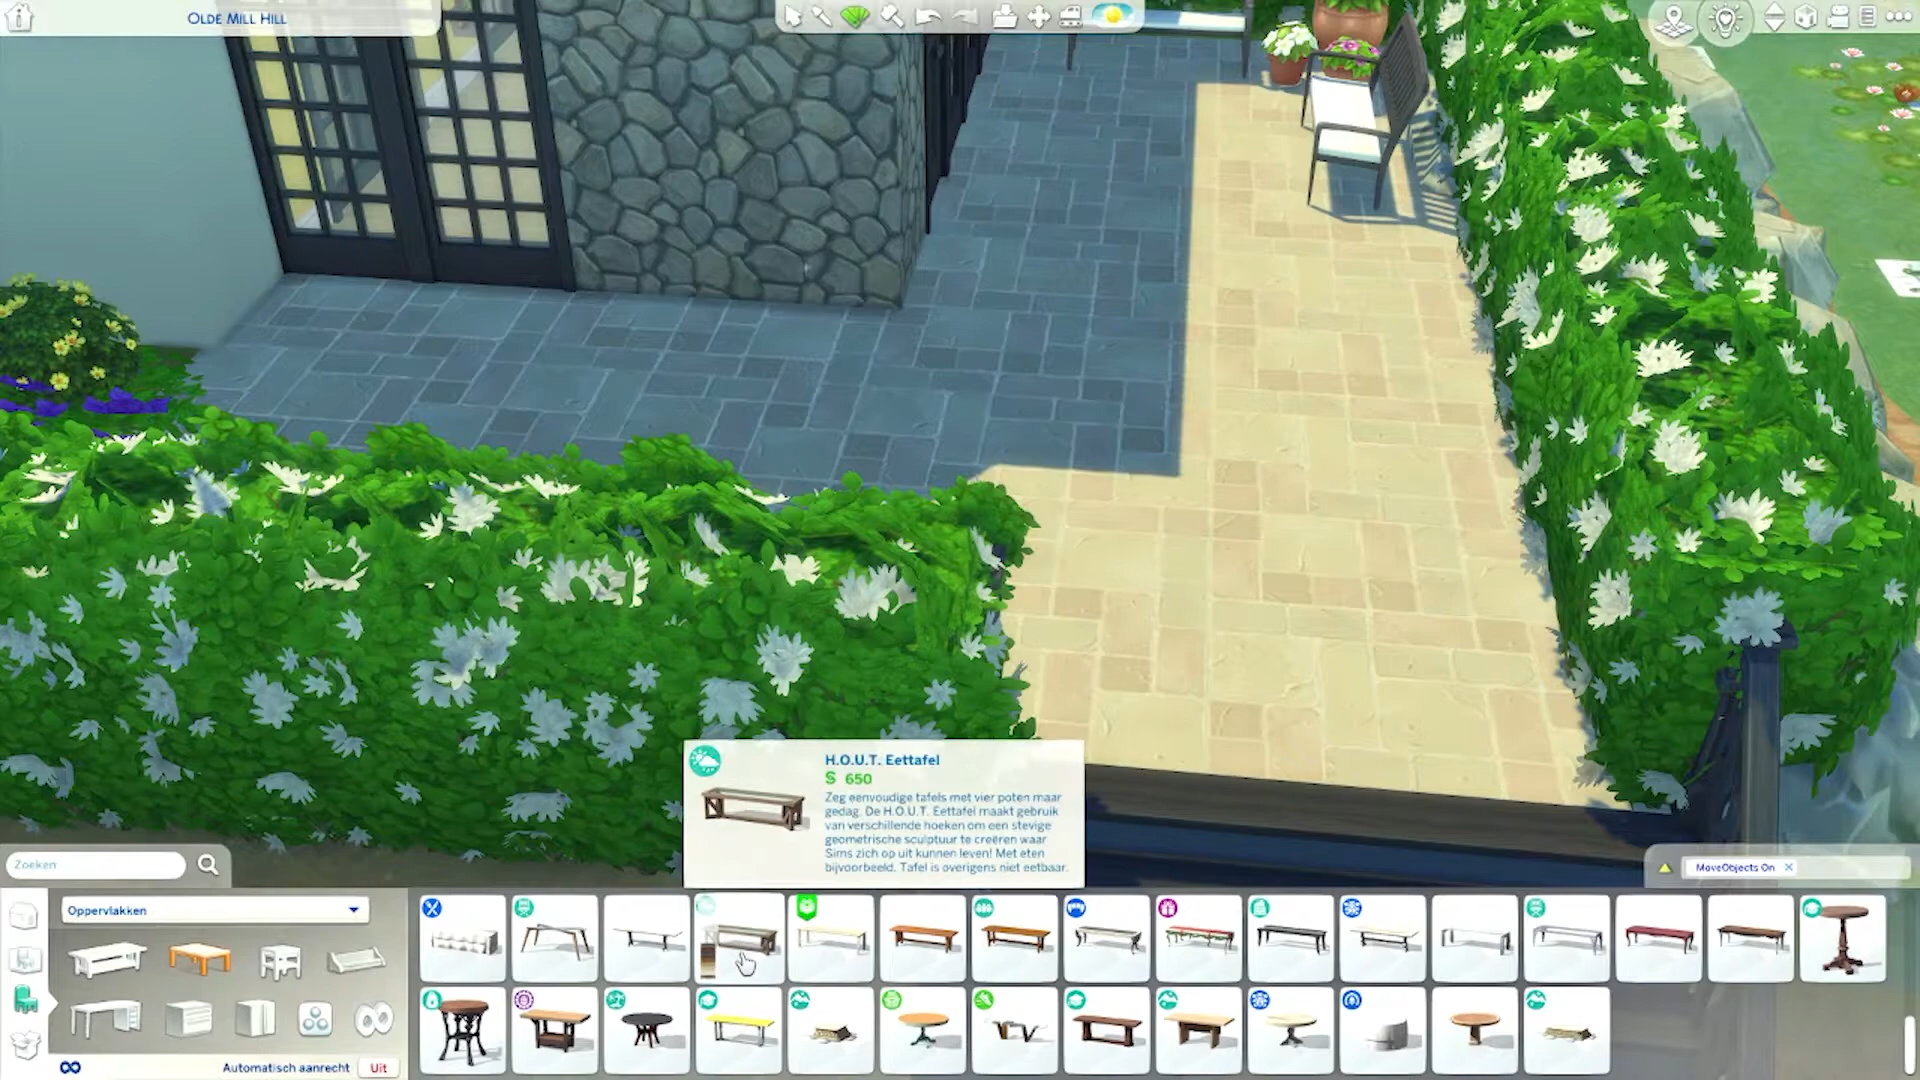 Olde Mill Hill
H.O.U.T. Eettafel
§ 650
Zeg eenvoudige tafels met vier poten maar
gedag. De H.O.U.T. Eettafel maakt gebruik
van verschillende hoeken om een stevige
geometrische sculptuur te creëren waar
Sims zich op uit kunnen leven! Met eten
bijvoorbeeld. Tafel is overigens niet eetbaar.
Zoeken
MoveObjects On
Oppervlakken
Automatisch aanrecht
Uit